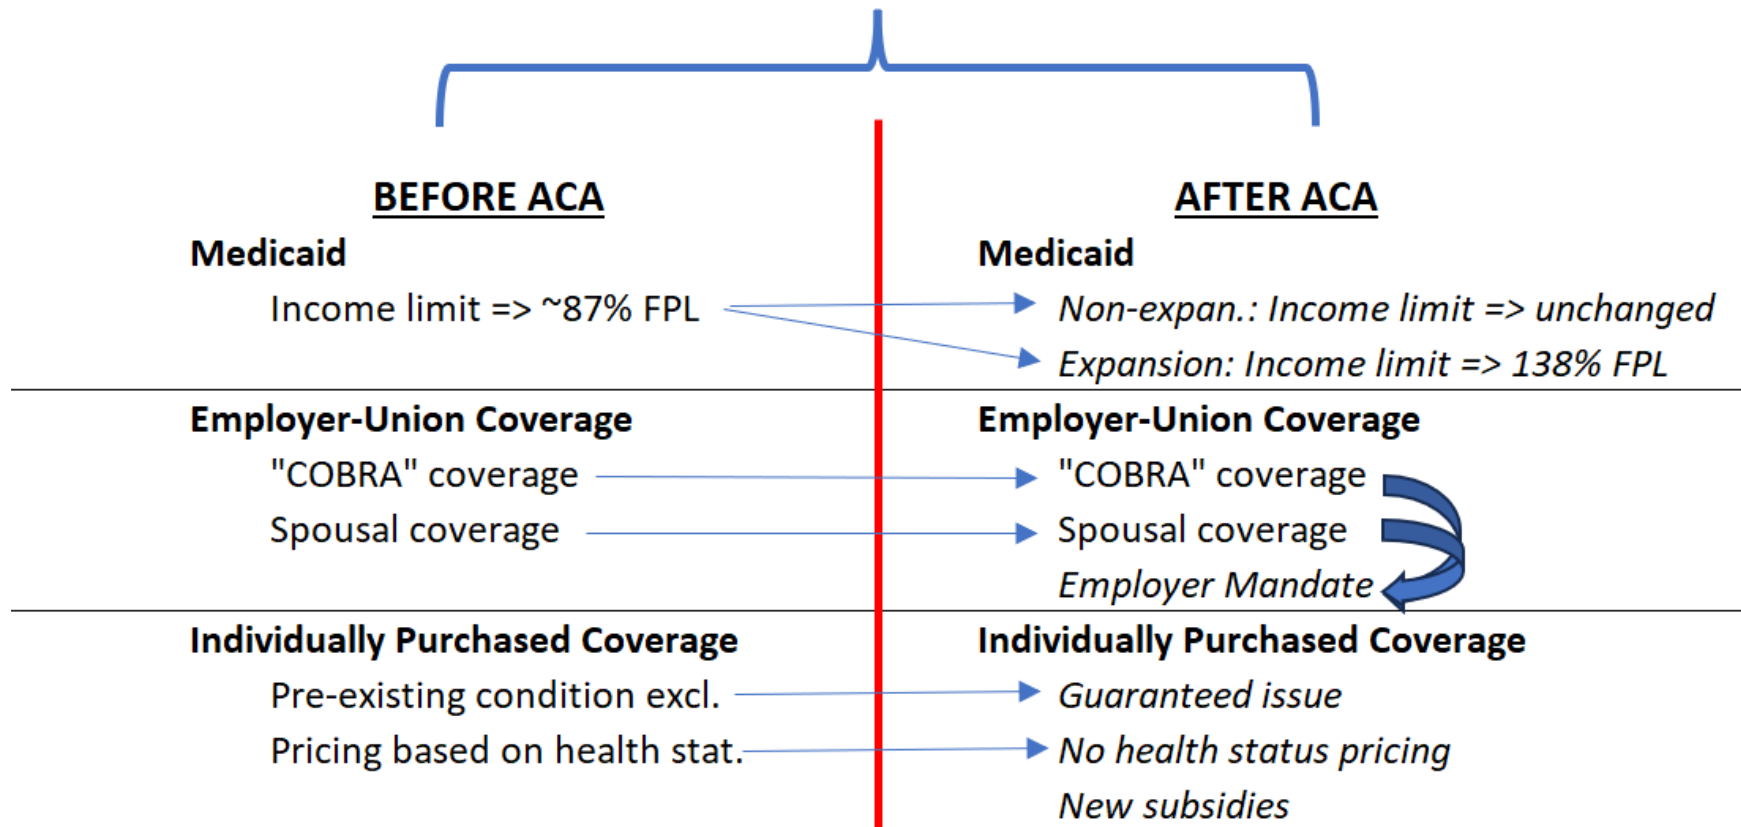 BEFORE ACA
Medicaid
Income limit => ~87% FPL
Employer-Union Coverage
"COBRA" coverage
Spousal coverage
Individually Purchased Coverage
Pre-existing condition excl.
Pricing based on health stat.
AFTER ACA
Medicaid
Non-expan.: Income limit => unchanged
Expansion: Income limit => 138% FPL
Employer-Union Coverage
"COBRA" coverage
Spousal coverage
Employer Mandate
Individually Purchased Coverage
Guaranteed issue
No health status pricing
New subsidies